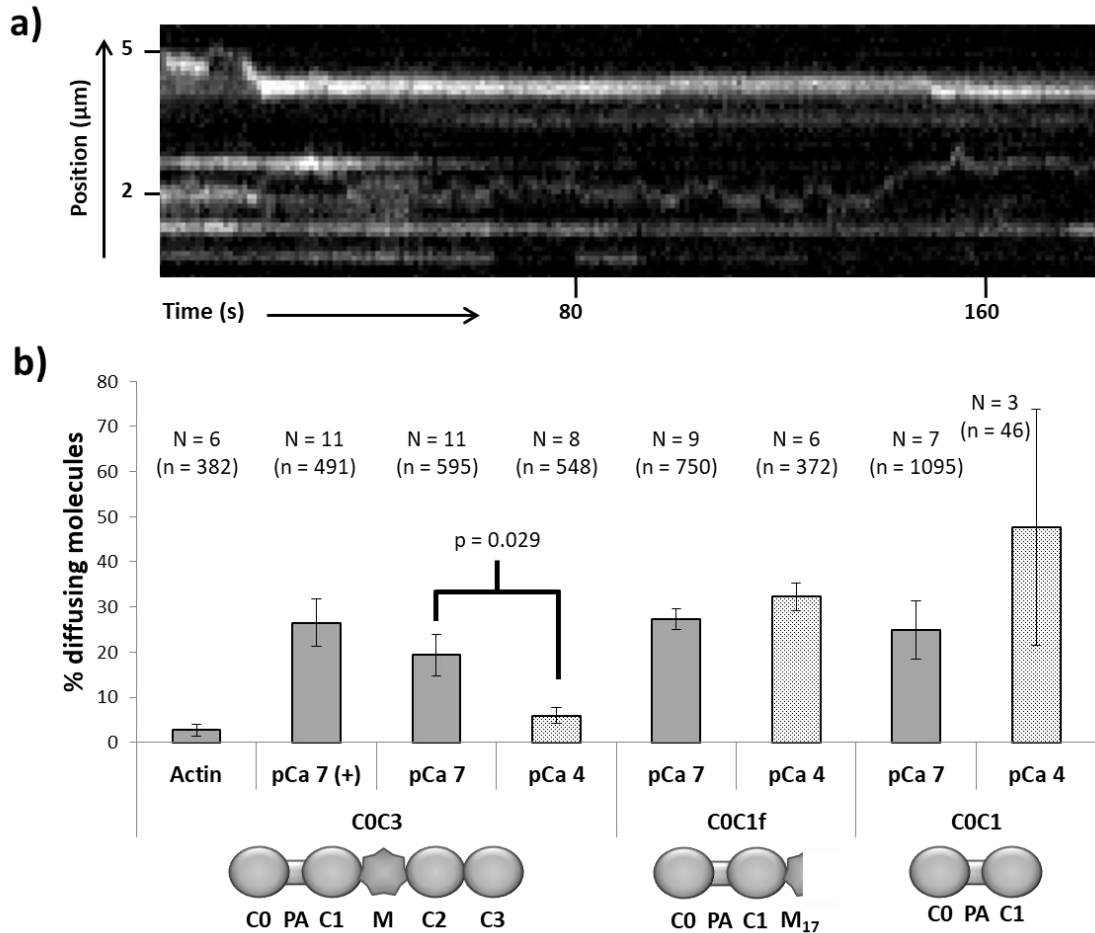 a)
5
2
Position (µm)
Time (s)
80
160
b)
80
70
60
50
40
30
20
10
0
% diffusing molecules
N = 6 N = 11 N = 11 N = 8 N = 9 N = 6 N = 7 N = 3
(n = 382) (n = 491) (n = 595) (n = 548) (n = 750) (n = 372) (n = 1095) (n = 46)
p = 0.029
Actin pCa 7 (+) pCa 7 pCa 4 pCa 7 pCa 4 pCa 7 pCa 4
C0C3 C0C1f C0C1
C0 PA C1 M C2 C3 C0 PA C1 M₁₇ C0 PA C1